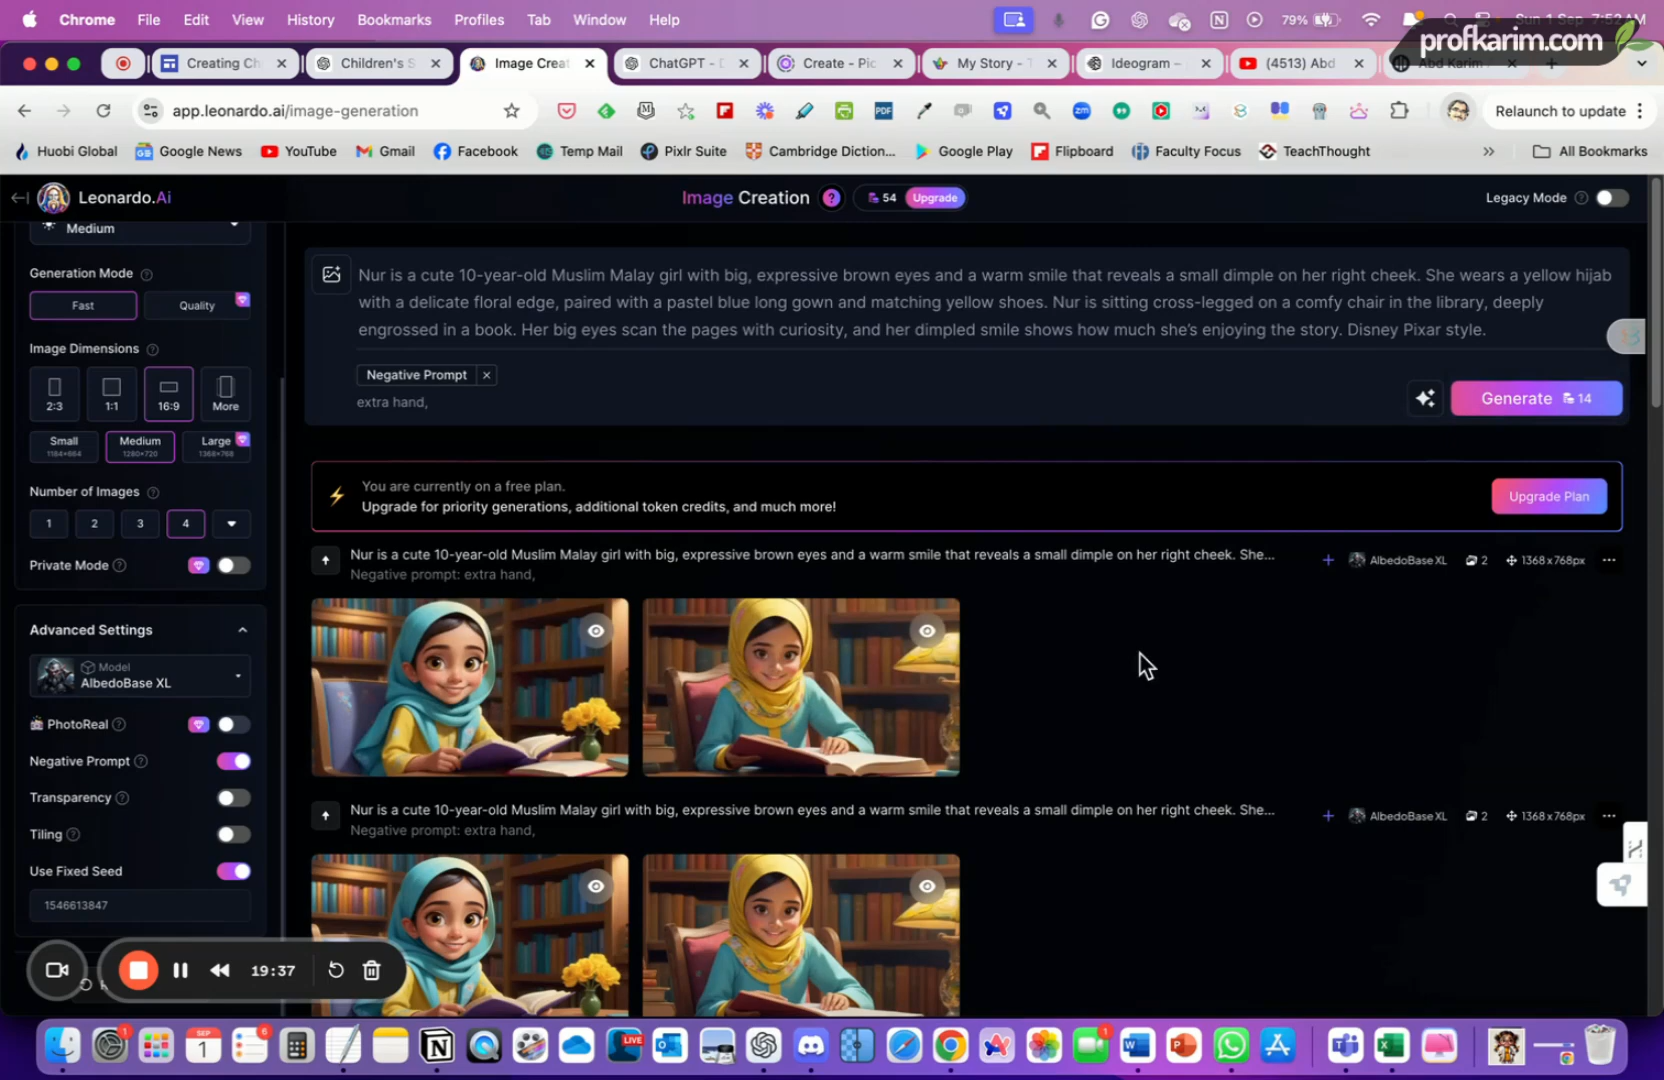 Chrome File Edit View History Bookmarks Profiles Tab Window Help 79% Sun 1 Sep 7:52 AM
profkarim.com
Creating Ch Children's S Image Creat ChatGPT - Create - Pic My Story - Ideogram – (4513) Abd Abd Karim
app.leonardo.ai/image-generation Relaunch to update
Huobi Global Google News YouTube Gmail Facebook Temp Mail Pixlr Suite Cambridge Diction... Google Play Flipboard Faculty Focus TeachThought » All Bookmarks
Leonardo.Ai Image Creation ? 54 Upgrade Legacy Mode ?
Medium
Generation Mode ?
Fast Quality
Image Dimensions ?
2:3 1:1 16:9 More
Small Medium Large
1184×664 1280×720 1368×768
Number of Images ?
1 2 3 4
Private Mode ?
Advanced Settings
Model
AlbedoBase XL
PhotoReal ?
Negative Prompt ?
Transparency ?
Tiling ?
Use Fixed Seed
1546613847
19:37
Nur is a cute 10-year-old Muslim Malay girl with big, expressive brown eyes and a warm smile that reveals a small dimple on her right cheek. She wears a yellow hijab
with a delicate floral edge, paired with a pastel blue long gown and matching yellow shoes. Nur is sitting cross-legged on a comfy chair in the library, deeply
engrossed in a book. Her big eyes scan the pages with curiosity, and her dimpled smile shows how much she's enjoying the story. Disney Pixar style.
Negative Prompt
extra hand,
Generate 14
You are currently on a free plan.
Upgrade for priority generations, additional token credits, and much more!
Upgrade Plan
Nur is a cute 10-year-old Muslim Malay girl with big, expressive brown eyes and a warm smile that reveals a small dimple on her right cheek. She...
Negative prompt: extra hand,
AlbedoBase XL 2 1368x768px
Nur is a cute 10-year-old Muslim Malay girl with big, expressive brown eyes and a warm smile that reveals a small dimple on her right cheek. She...
Negative prompt: extra hand,
AlbedoBase XL 2 1368x768px